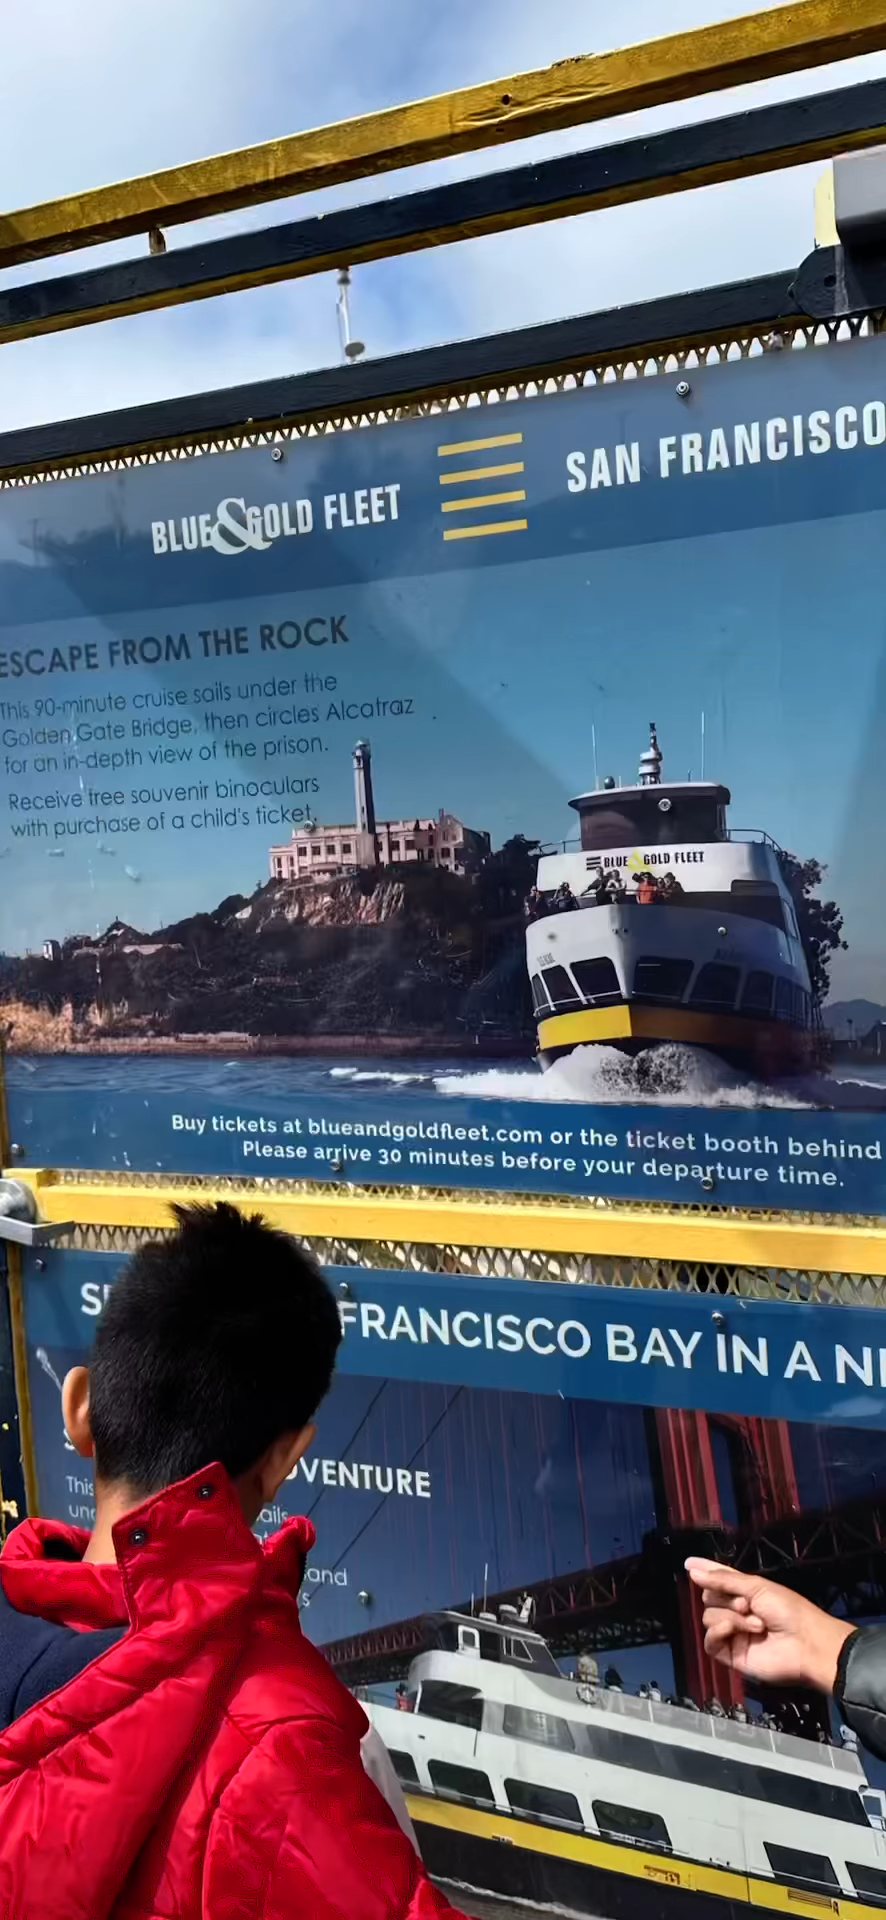 BLUE & GOLD FLEET
SAN FRANCISCO
ESCAPE FROM THE ROCK
This 90-minute cruise sails under the
Golden Gate Bridge, then circles Alcatraz
for an in-depth view of the prison.
Receive free souvenir binoculars
with purchase of a child's ticket.
BLUE & GOLD FLEET
Buy tickets at blueandgoldfleet.com or the ticket booth behind
Please arrive 30 minutes before your departure time.
FRANCISCO BAY IN A
VENTURE
This